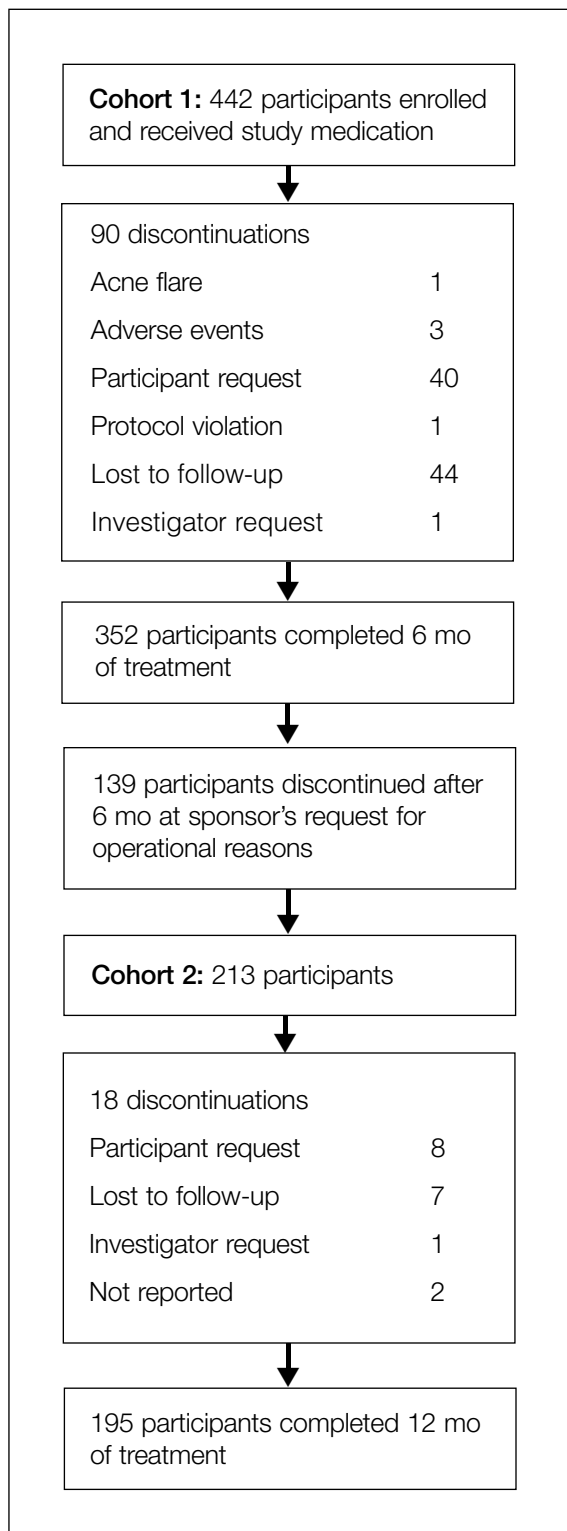 Cohort 1: 442 participants enrolled
and received study medication
90 discontinuations
Acne flare 1
Adverse events 3
Participant request 40
Protocol violation 1
Lost to follow-up 44
Investigator request 1
352 participants completed 6 mo
of treatment
139 participants discontinued after
6 mo at sponsor’s request for
operational reasons
Cohort 2: 213 participants
18 discontinuations
Participant request 8
Lost to follow-up 7
Investigator request 1
Not reported 2
195 participants completed 12 mo
of treatment